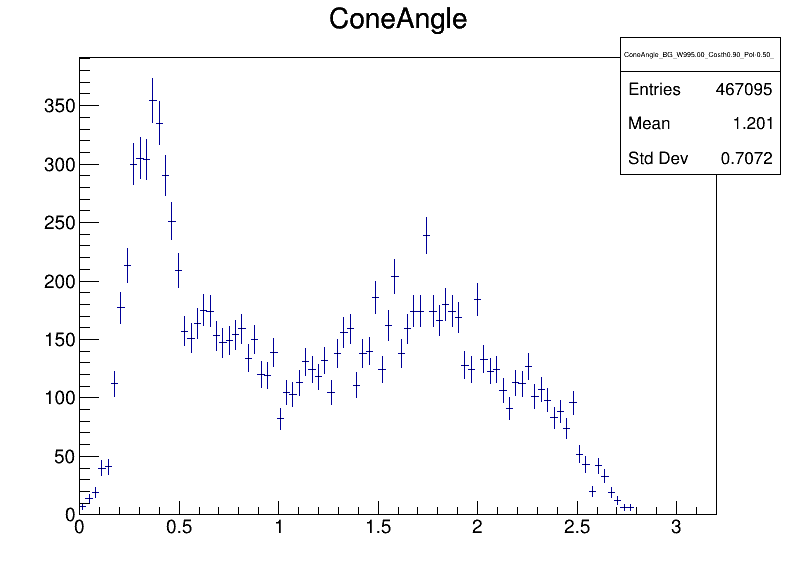 ConeAngle
ConeAngle_BG_W995.00_Costh0.90_Pol-0.50_
Entries 467095
Mean 1.201
Std Dev 0.7072
350
300
250
200
150
100
50
0
0 0.5 1 1.5 2 2.5 3